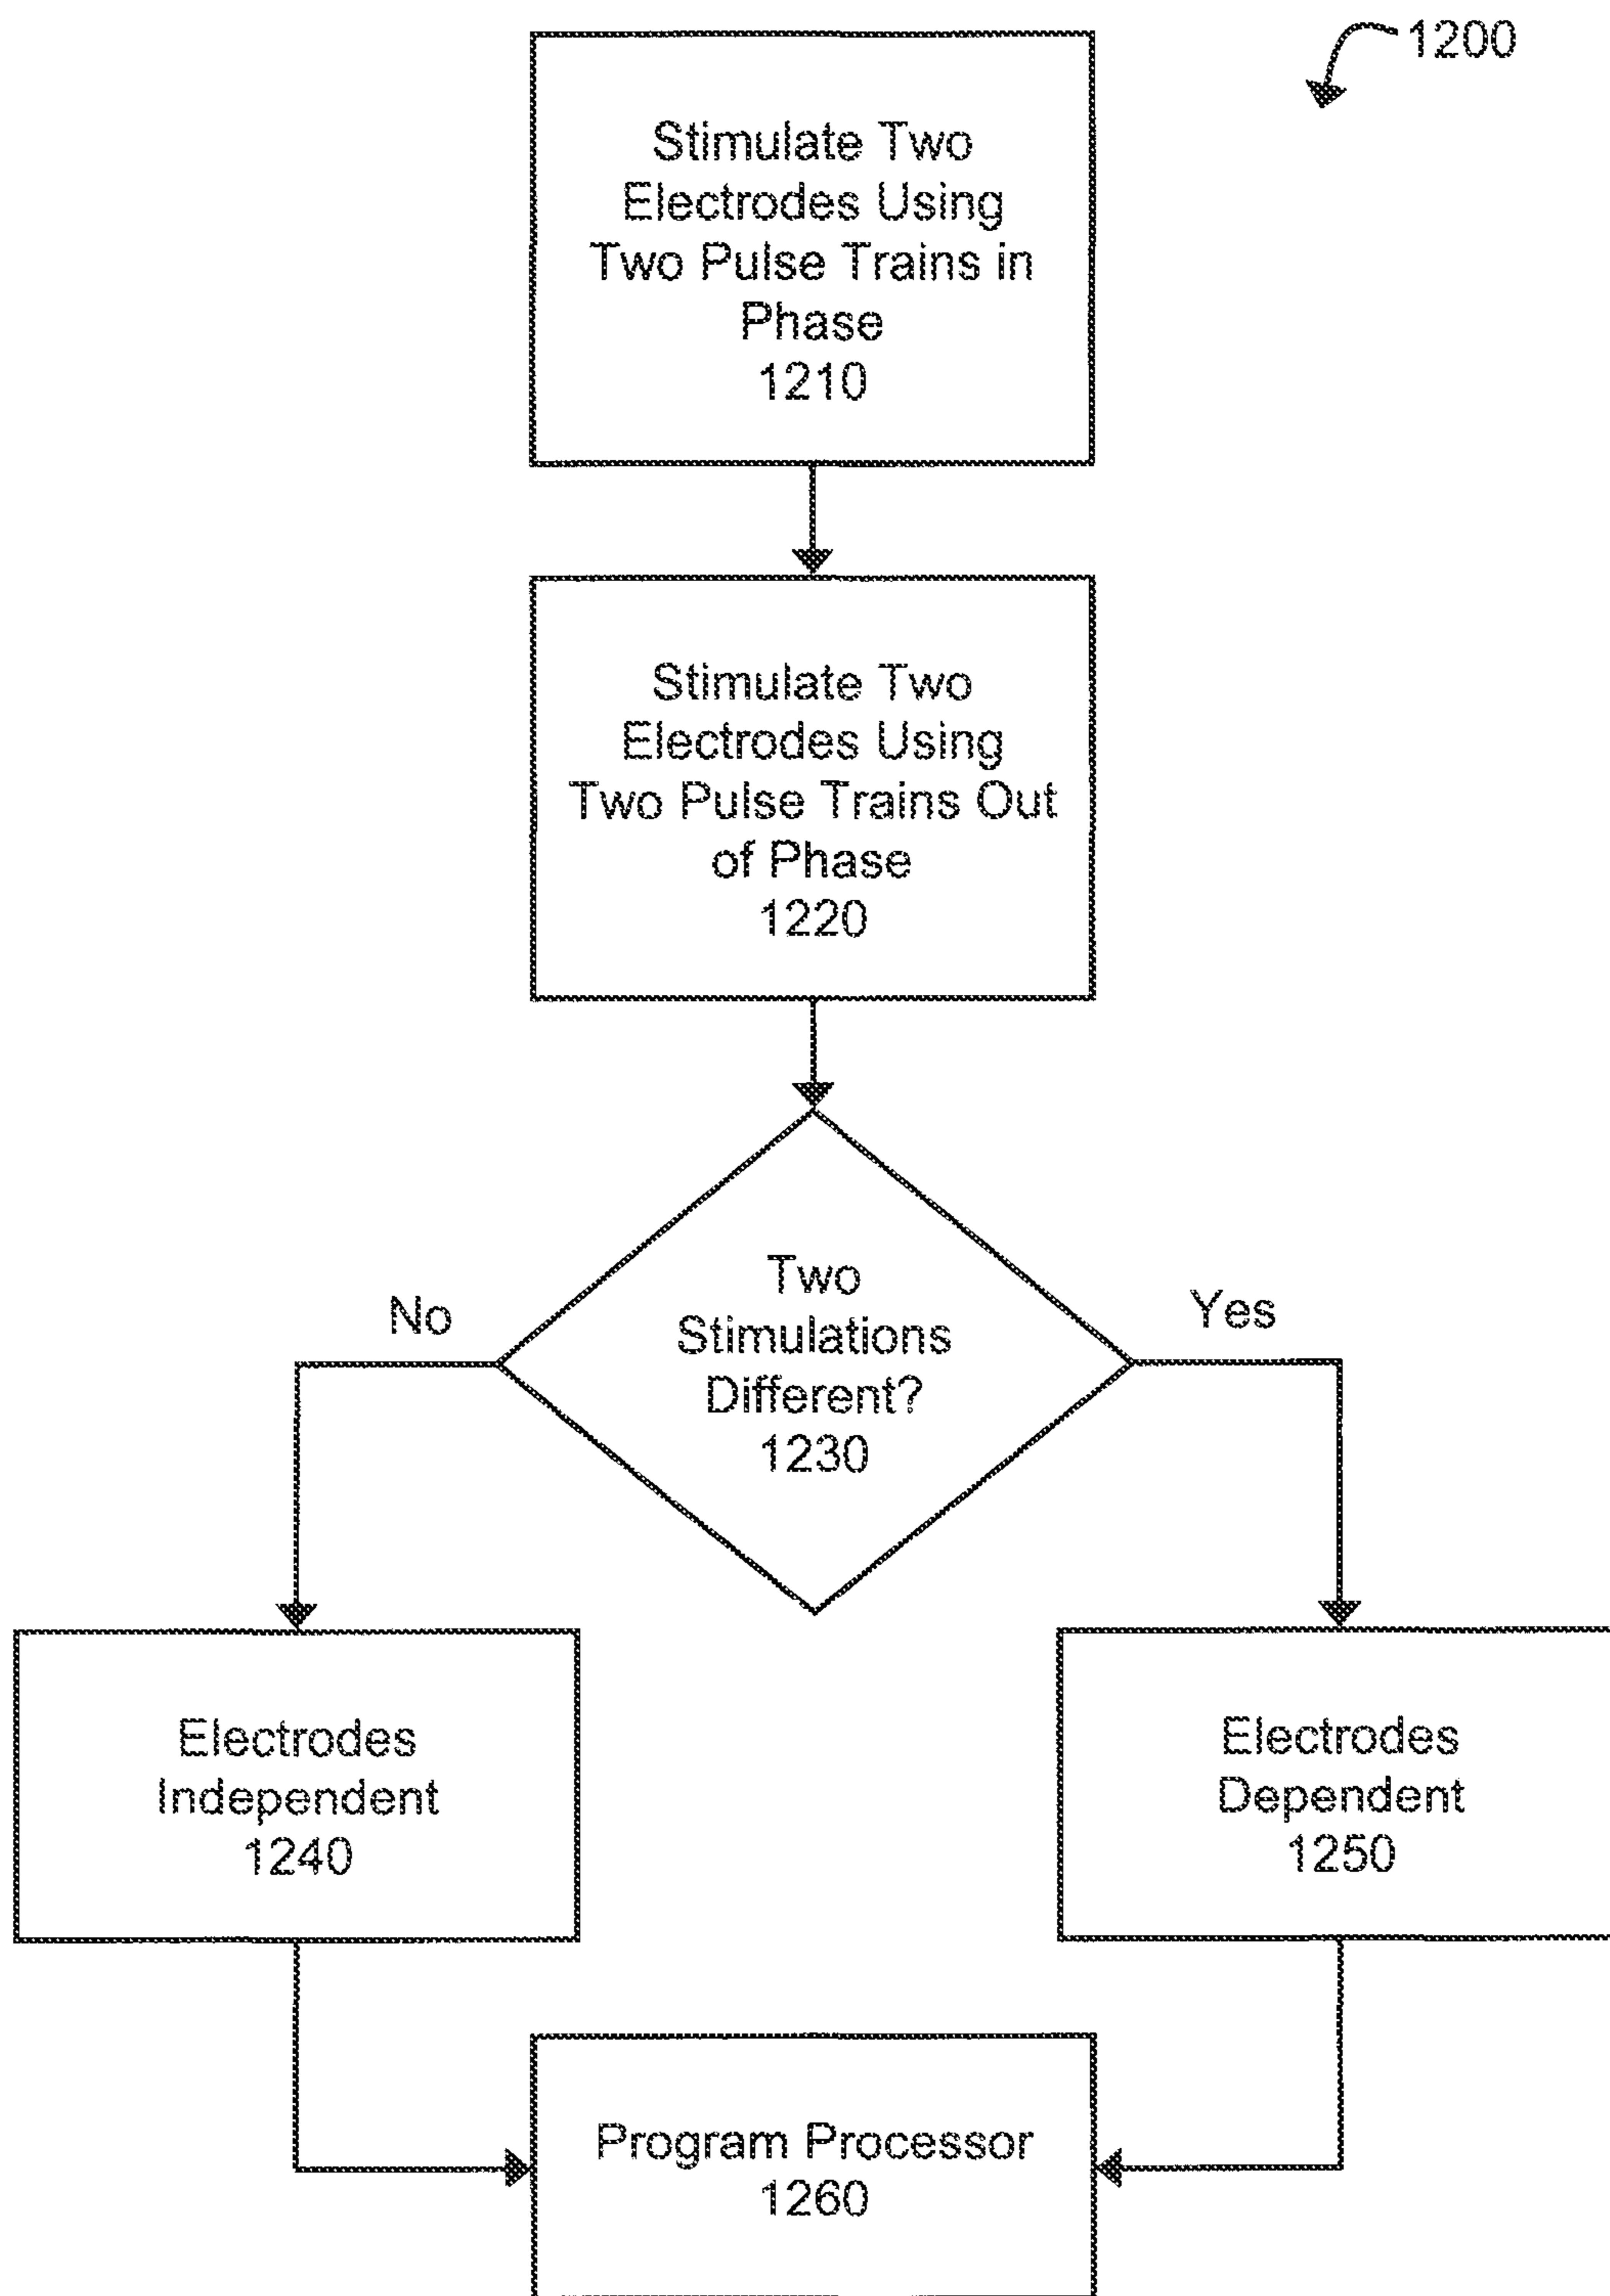 1200
Stimulate Two
Electrodes Using
Two Pulse Trains in
Phase
1210
Stimulate Two
Electrodes Using
Two Pulse Trains Out
of Phase
1220
Two
Stimulations
Different?
1230
No
Yes
Electrodes
Independent
1240
Electrodes
Dependent
1250
Program Processor
1260